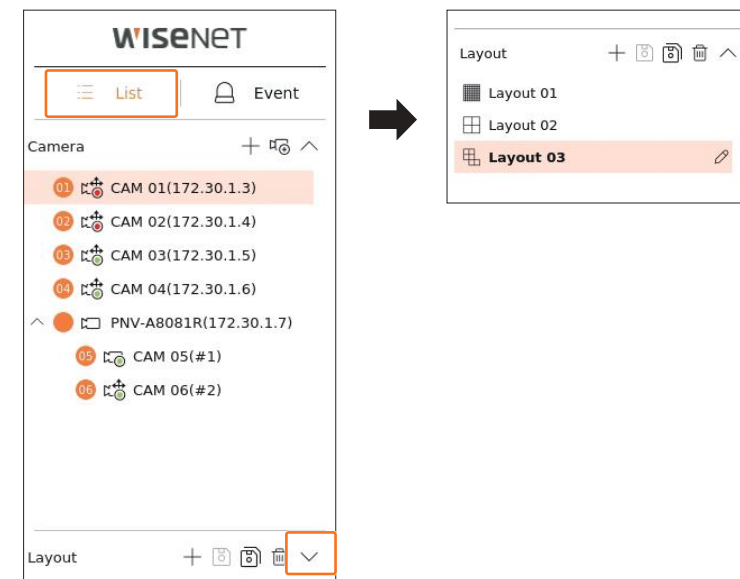 WISENET
List
Event
Camera
01 CAM 01(172.30.1.3)
02 CAM 02(172.30.1.4)
03 CAM 03(172.30.1.5)
04 CAM 04(172.30.1.6)
PNV-A8081R(172.30.1.7)
05 CAM 05(#1)
06 CAM 06(#2)
Layout
Layout
Layout 01
Layout 02
Layout 03